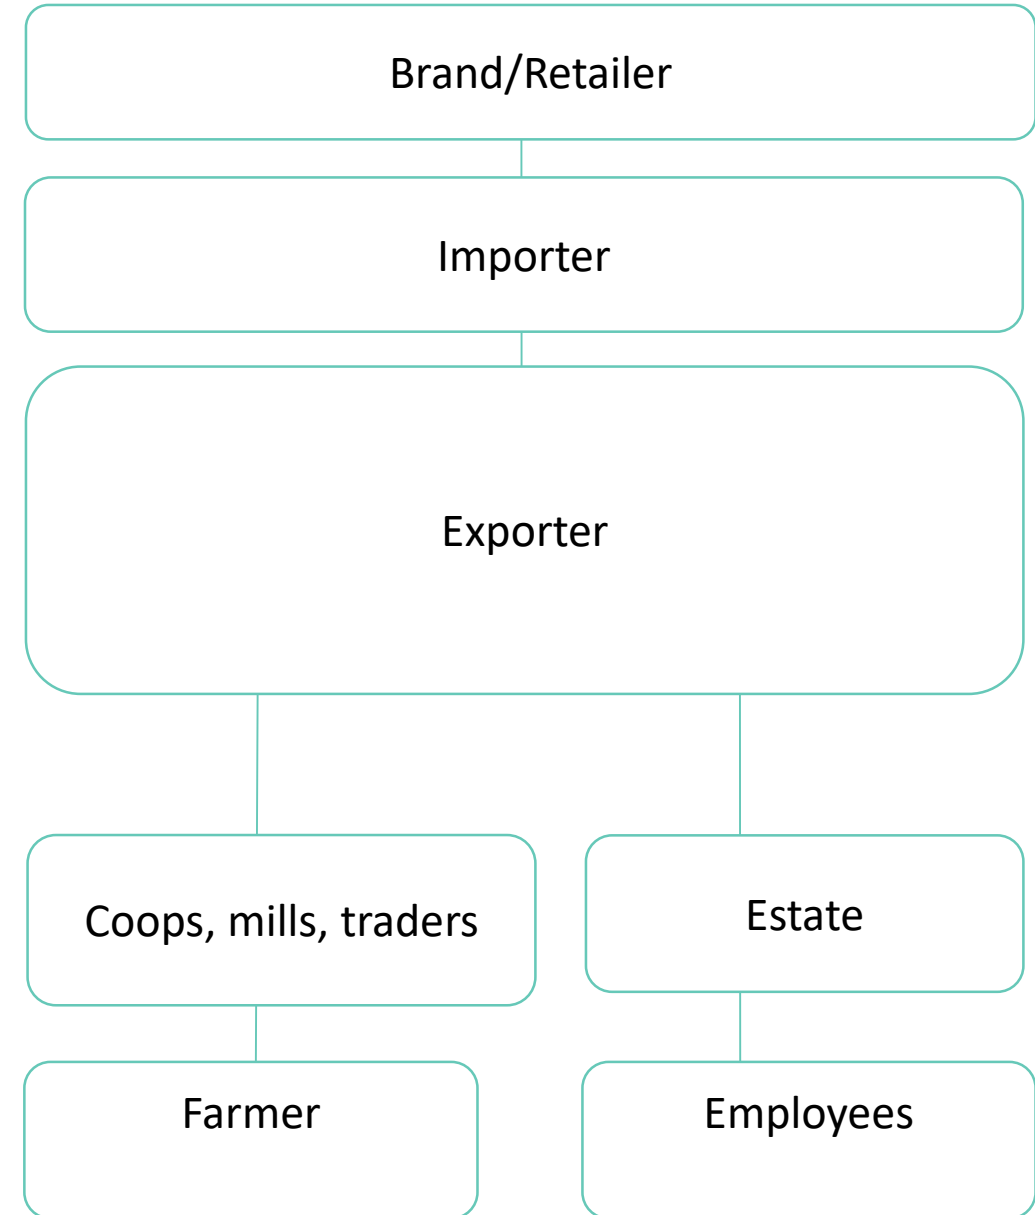 Brand/Retailer
Importer
Exporter
Coops, mills, traders
Estate
Farmer
Employees